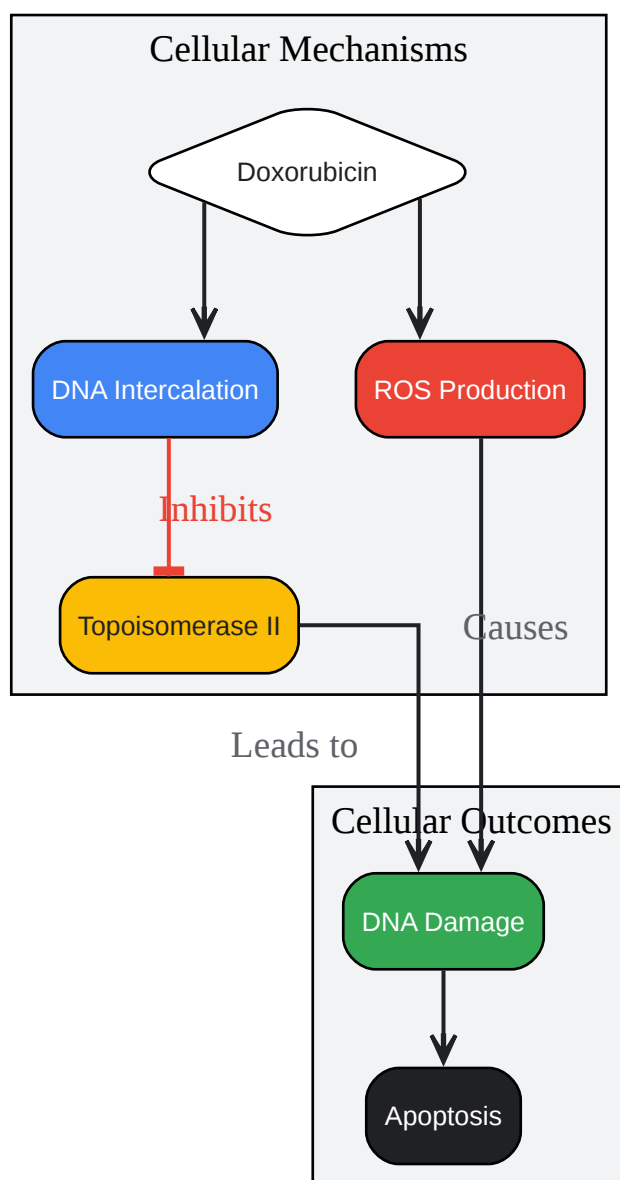 Cellular Mechanisms
Doxorubicin
DNA Intercalation
ROS Production
Inhibits
Topoisomerase II
Causes
Leads to
Cellular Outcomes
DNA Damage
Apoptosis